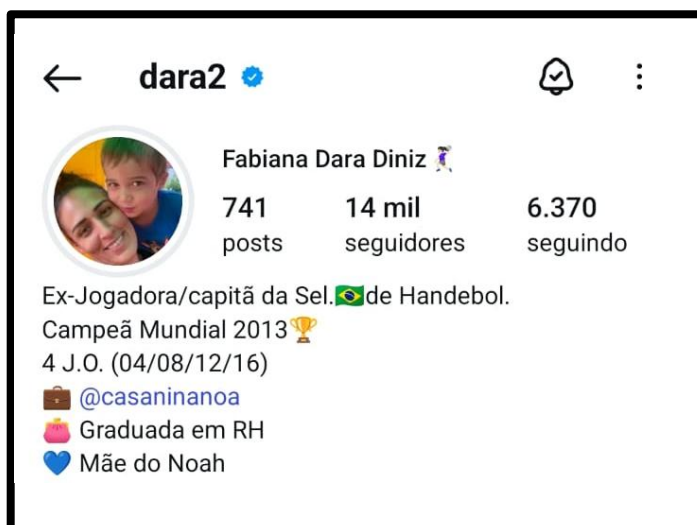 dara2
Fabiana Dara Diniz 🤾🏻‍♀️
741 14 mil 6.370
posts seguidores seguindo
Ex-Jogadora/capitã da Sel.🇧🇷de Handebol.
Campeã Mundial 2013🏆
4 J.O. (04/08/12/16)
💼 @casaninanoa
👛 Graduada em RH
💙 Mãe do Noah